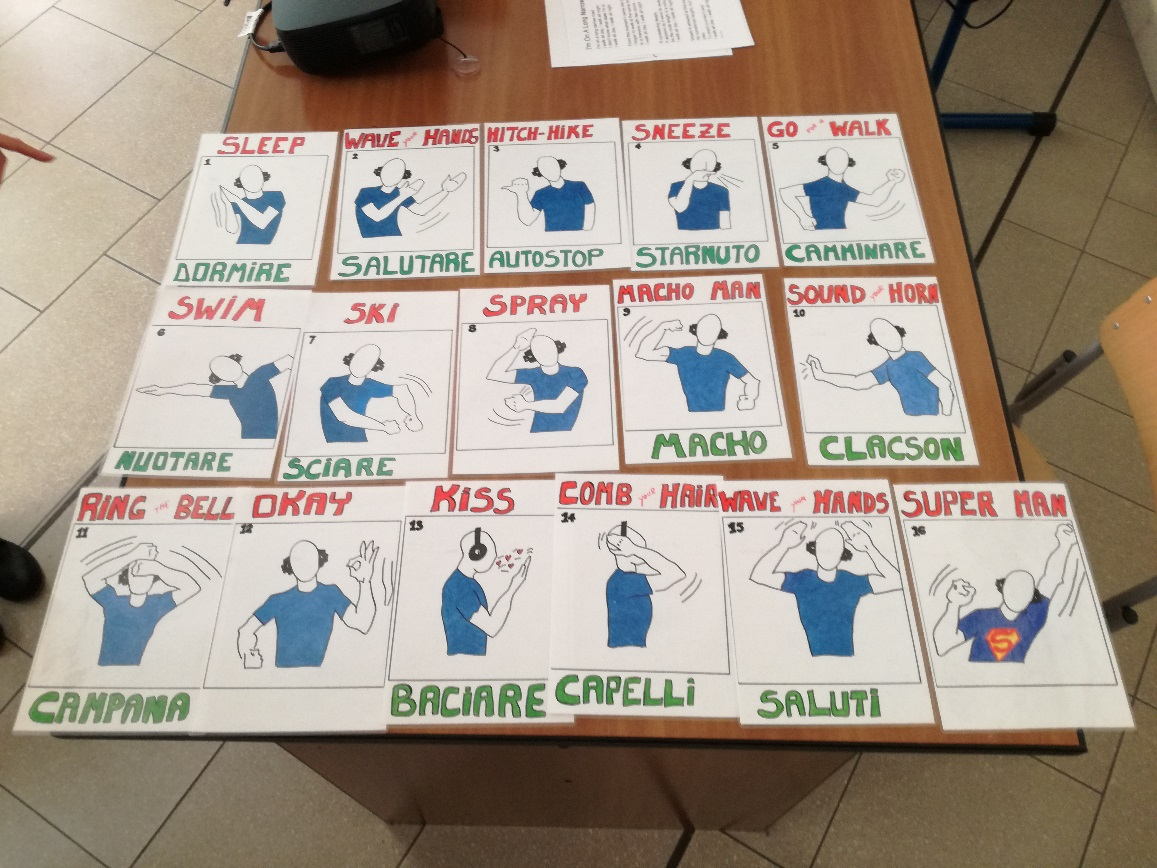 I'm On A Long Narrow
SLEEP
1
DORMIRE
WAVE your HANDS
2
SALUTARE
HITCH-HIKE
3
AUTOSTOP
SNEEZE
4
STARNUTO
GO for a WALK
5
CAMMINARE
SWIM
6
NUOTARE
SKI
7
SCIARE
SPRAY
8
MACHO MAN
9
MACHO
SOUND your HORN
10
CLACSON
RING THE BELL
11
CAMPANA
OKAY
12
KISS
13
BACIARE
COMB your HAIR
14
CAPELLI
WAVE your HANDS
15
SALUTI
SUPER MAN
16
S